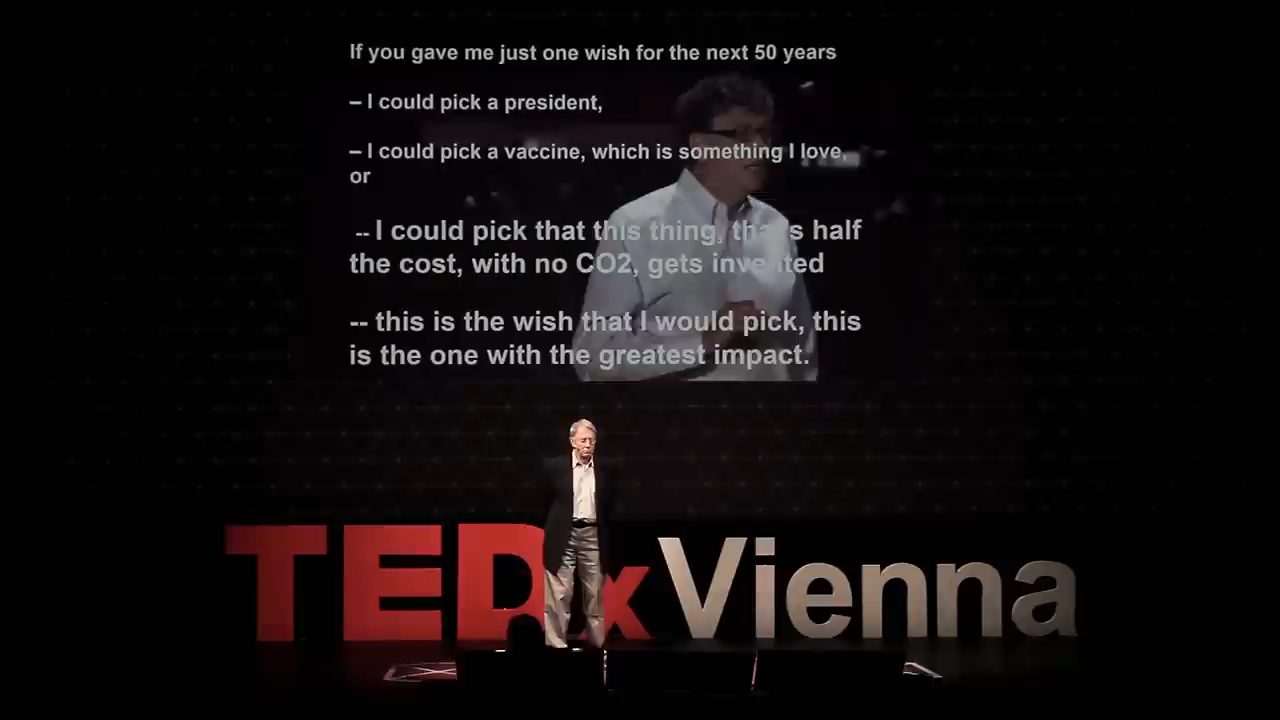 If you gave me just one wish for the next 50 years
– I could pick a president,
– I could pick a vaccine, which is something I love,
or
-- I could pick that this thing, that's half
the cost, with no CO2, gets invented
-- this is the wish that I would pick, this
is the one with the greatest impact.
TEDxVienna